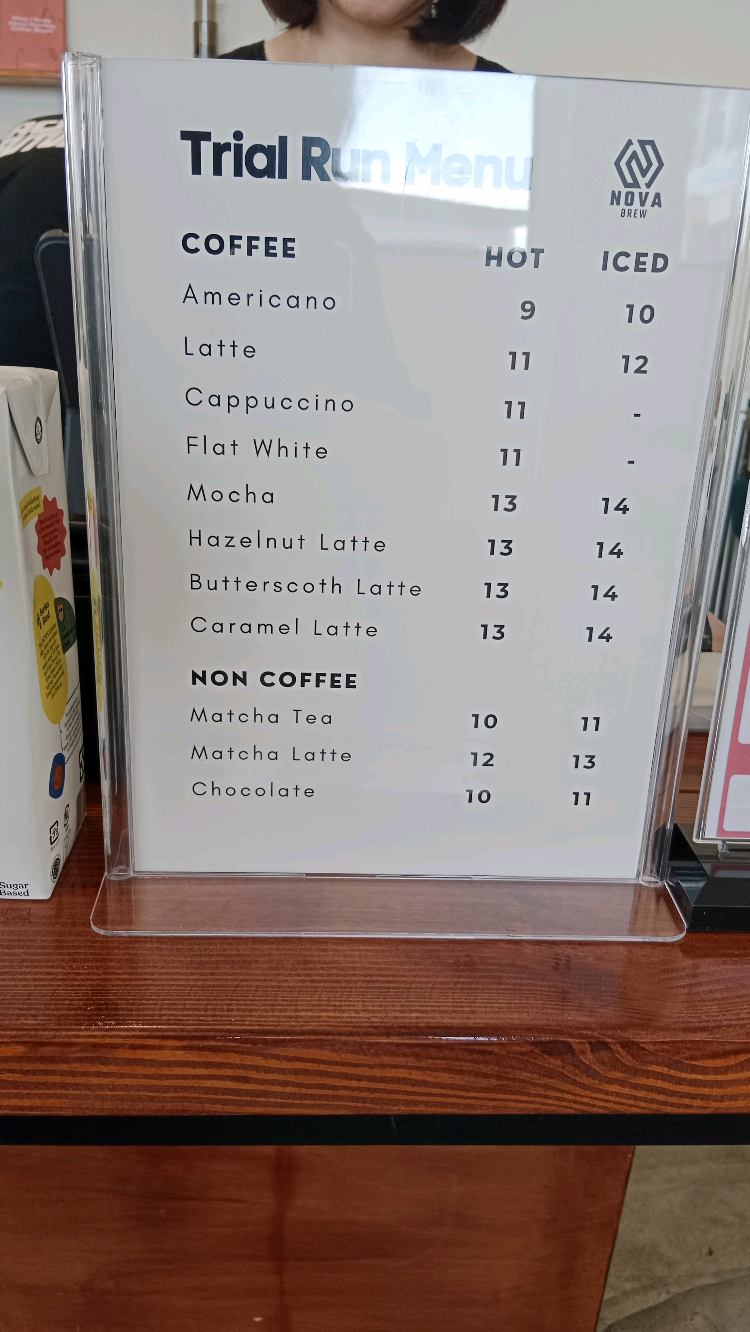 Trial Run Menu
NOVA
BREW
COFFEE HOT ICED
Americano 9 10
Latte 11 12
Cappuccino 11 -
Flat White 11 -
Mocha 13 14
Hazelnut Latte 13 14
Butterscoth Latte 13 14
Caramel Latte 13 14
NON COFFEE
Matcha Tea 10 11
Matcha Latte 12 13
Chocolate 10 11
Sugar
Based